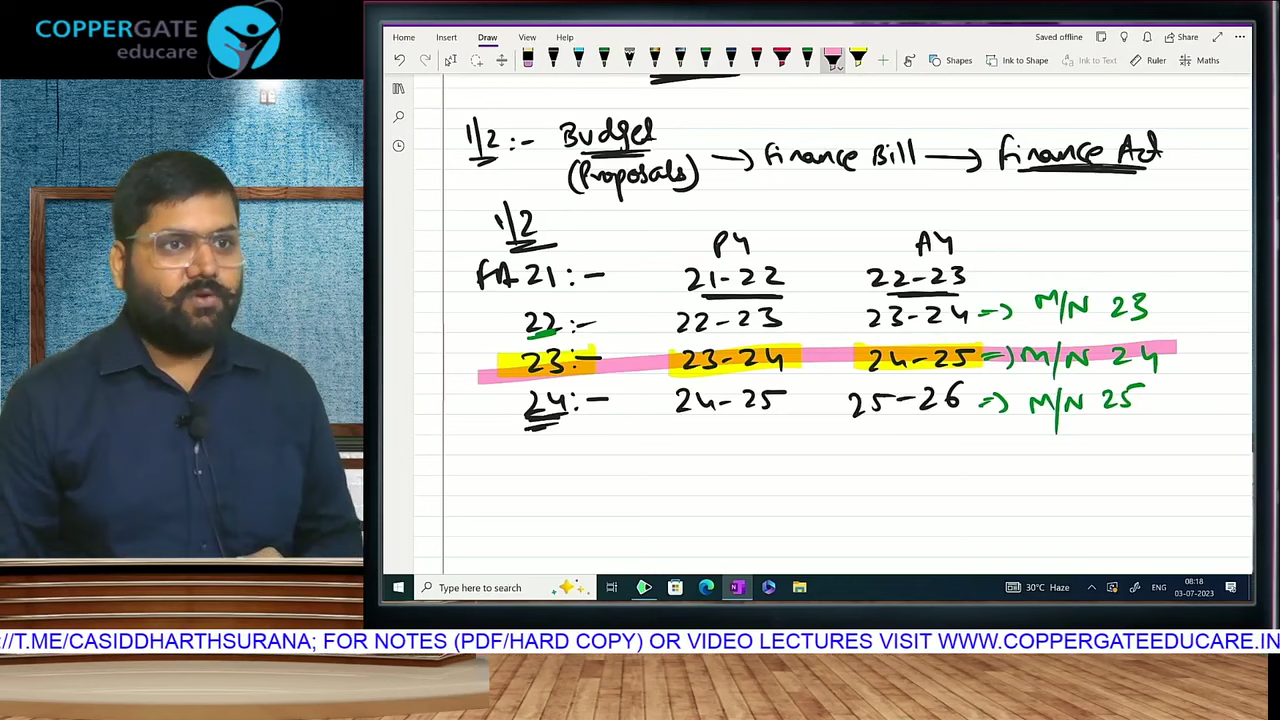 COPPERGATE
educare
Home Insert Draw View Help
Saved offline
Share
Shapes
Ink to Shape
Ink to Text
Ruler
Maths
1/2 :- Budget → Finance Bill → Finance Act
(Proposals)
1/2
PY AY
FA 21 :- 21-22 22-23
22 :- 22-23 23-24 => M/N 23
23 :- 23-24 24-25 => M/N 24
24 :- 24-25 25-26 => M/N 25
Type here to search
30°C Haze
ENG
08:18
03-07-2023
://T.ME/CASIDDHARTHSURANA; FOR NOTES (PDF/HARD COPY) OR VIDEO LECTURES VISIT WWW.COPPERGATEEDUCARE.IN